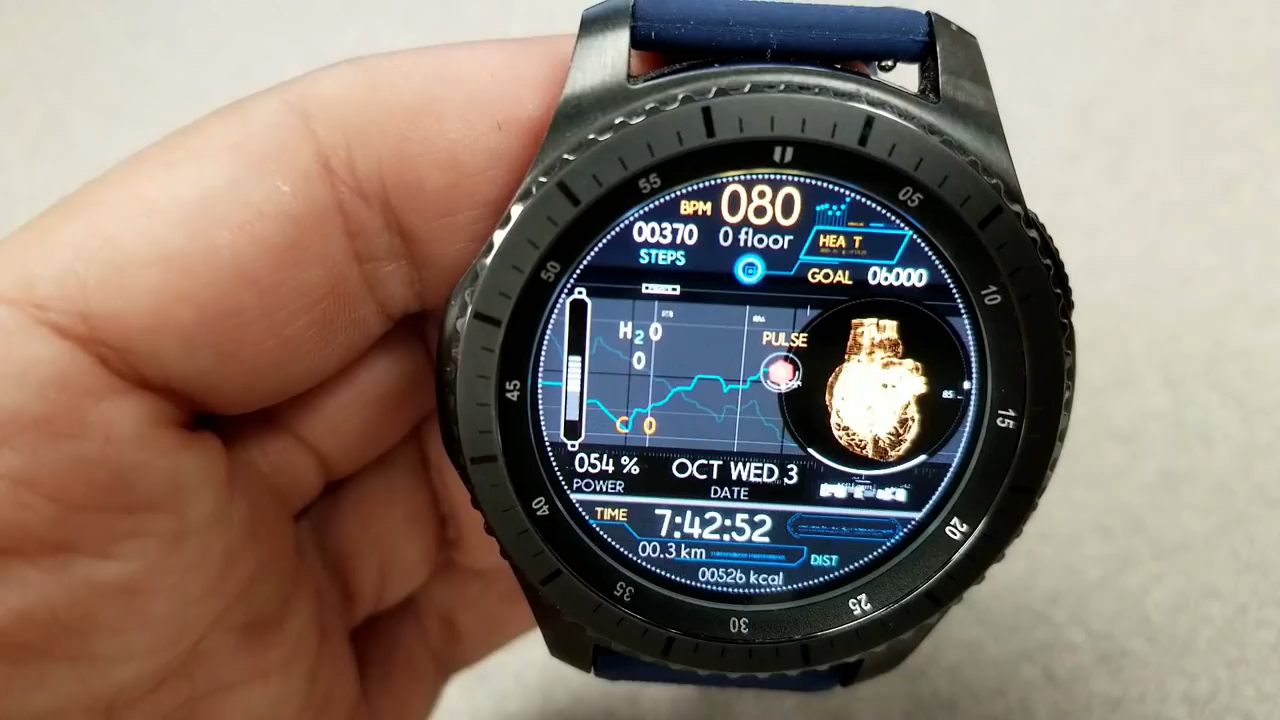 55
05
50
10
45
15
40
20
35
30
25
BPM 080
00370 0 floor HEA T
STEPS
GOAL 06000
H2O
0
PULSE
85
C 0
054 % OCT WED 3
POWER DATE
TIME 7:42:52
00.3 km DIST
00526 kcal